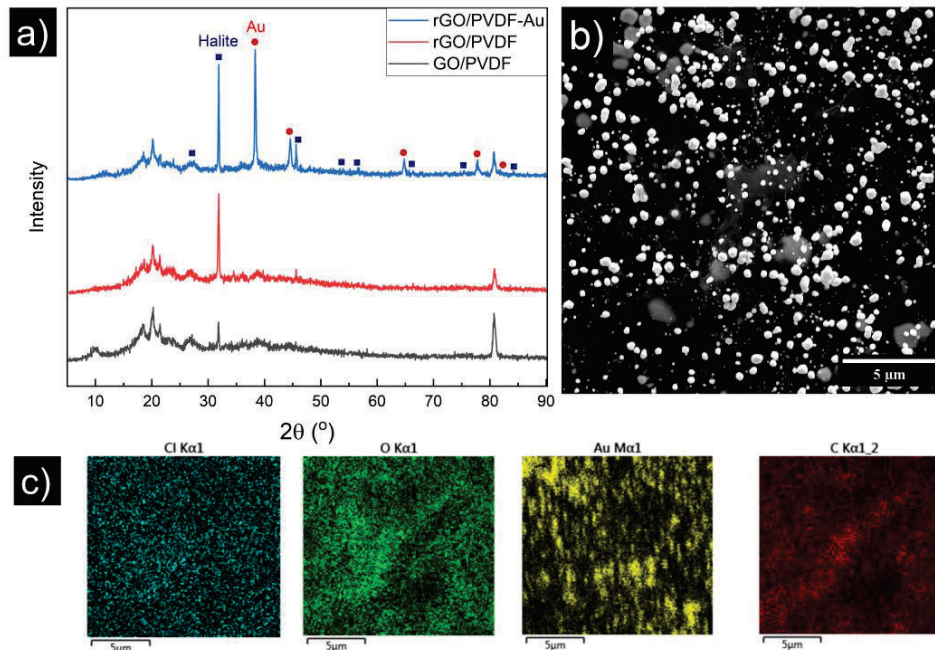 a)
rGO/PVDF-Au
rGO/PVDF
GO/PVDF
Halite
Au
Intensity
10 20 30 40 50 60 70 80 90
2θ (°)
b)
5 μm
c)
Cl Kα1
O Kα1
Au Mα1
C Kα1_2
5μm
5μm
5μm
5μm